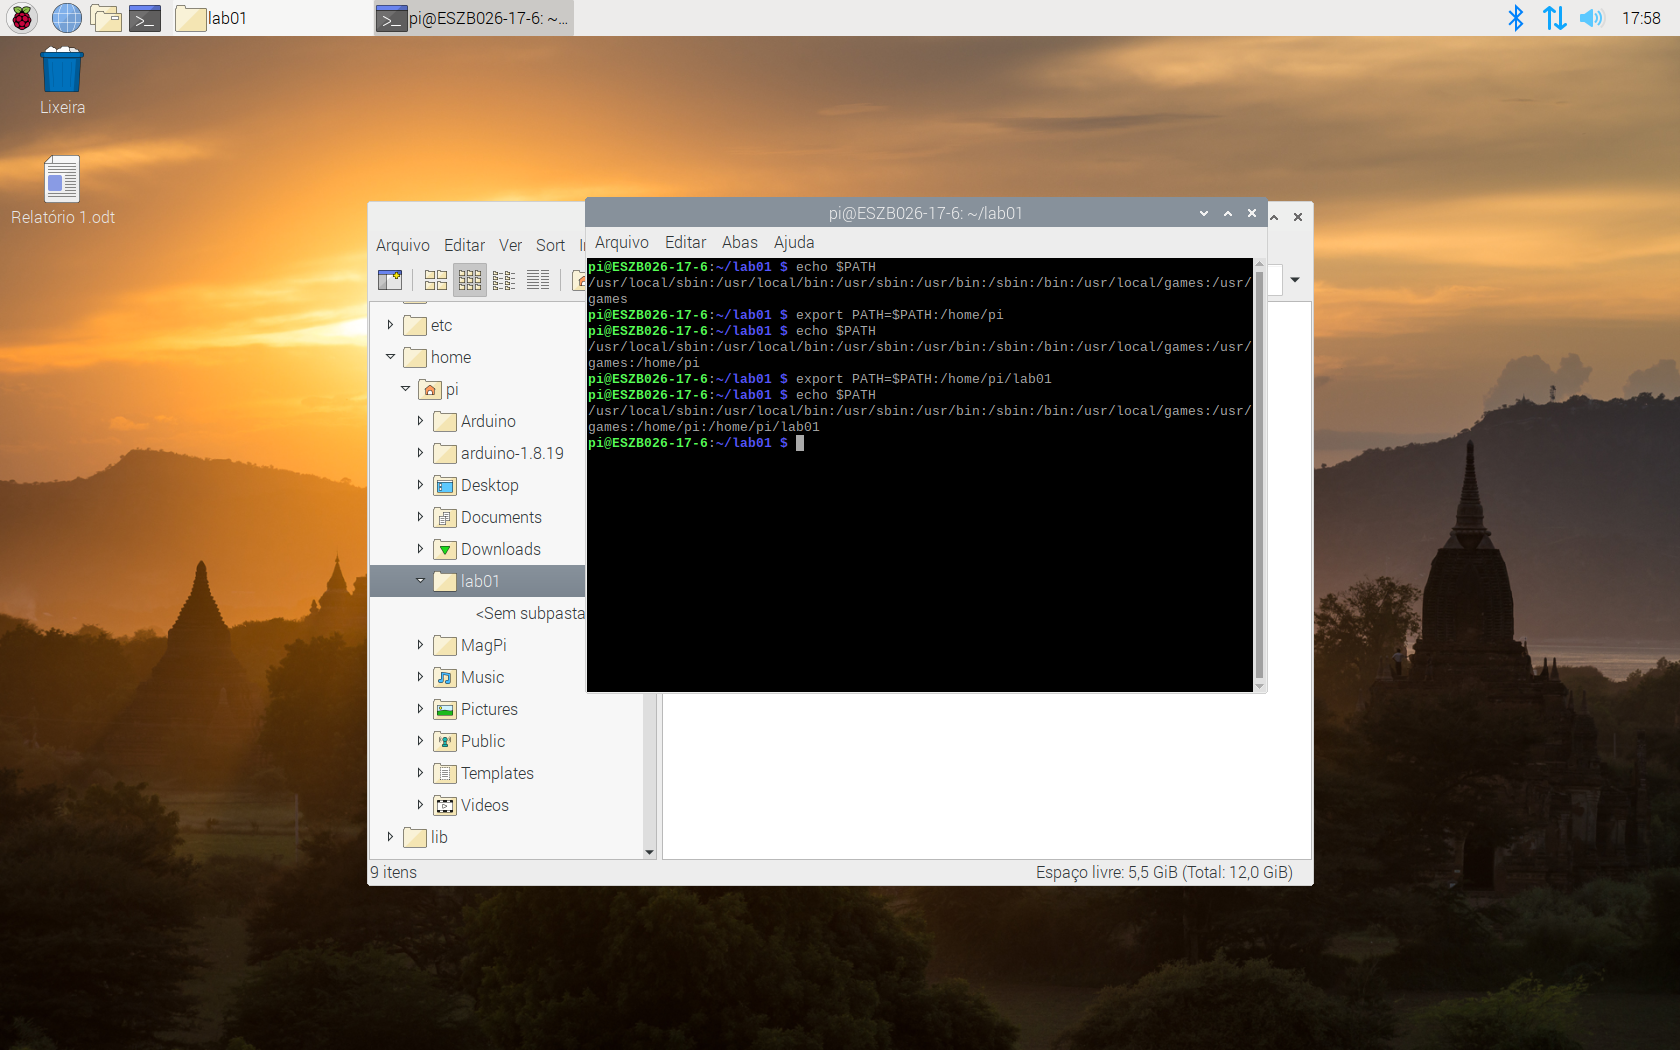 lab01
pi@ESZB026-17-6: ~...
17:58
Lixeira
Relatório 1.odt
Arquivo Editar Ver Sort
etc
home
pi
Arduino
arduino-1.8.19
Desktop
Documents
Downloads
lab01
<Sem subpasta
MagPi
Music
Pictures
Public
Templates
Videos
lib
9 itens
Espaço livre: 5,5 GiB (Total: 12,0 GiB)
pi@ESZB026-17-6: ~/lab01
Arquivo Editar Abas Ajuda
pi@ESZB026-17-6:~/lab01 $ echo $PATH
/usr/local/sbin:/usr/local/bin:/usr/sbin:/usr/bin:/sbin:/bin:/usr/local/games:/usr/
games
pi@ESZB026-17-6:~/lab01 $ export PATH=$PATH:/home/pi
pi@ESZB026-17-6:~/lab01 $ echo $PATH
/usr/local/sbin:/usr/local/bin:/usr/sbin:/usr/bin:/sbin:/bin:/usr/local/games:/usr/
games:/home/pi
pi@ESZB026-17-6:~/lab01 $ export PATH=$PATH:/home/pi/lab01
pi@ESZB026-17-6:~/lab01 $ echo $PATH
/usr/local/sbin:/usr/local/bin:/usr/sbin:/usr/bin:/sbin:/bin:/usr/local/games:/usr/
games:/home/pi:/home/pi/lab01
pi@ESZB026-17-6:~/lab01 $